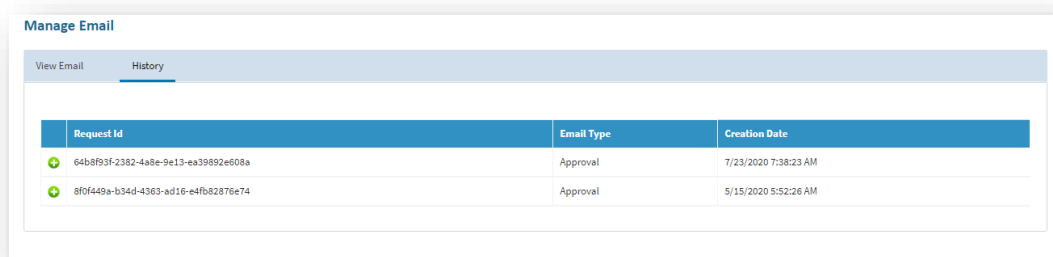 Manage Email
View Email History
Request Id Email Type Creation Date
64b8f93f-2382-4a8e-9e13-ea39892e608a Approval 7/23/2020 7:38:23 AM
8f0f449a-b34d-4363-ad16-e4fb82876e74 Approval 5/15/2020 5:52:26 AM